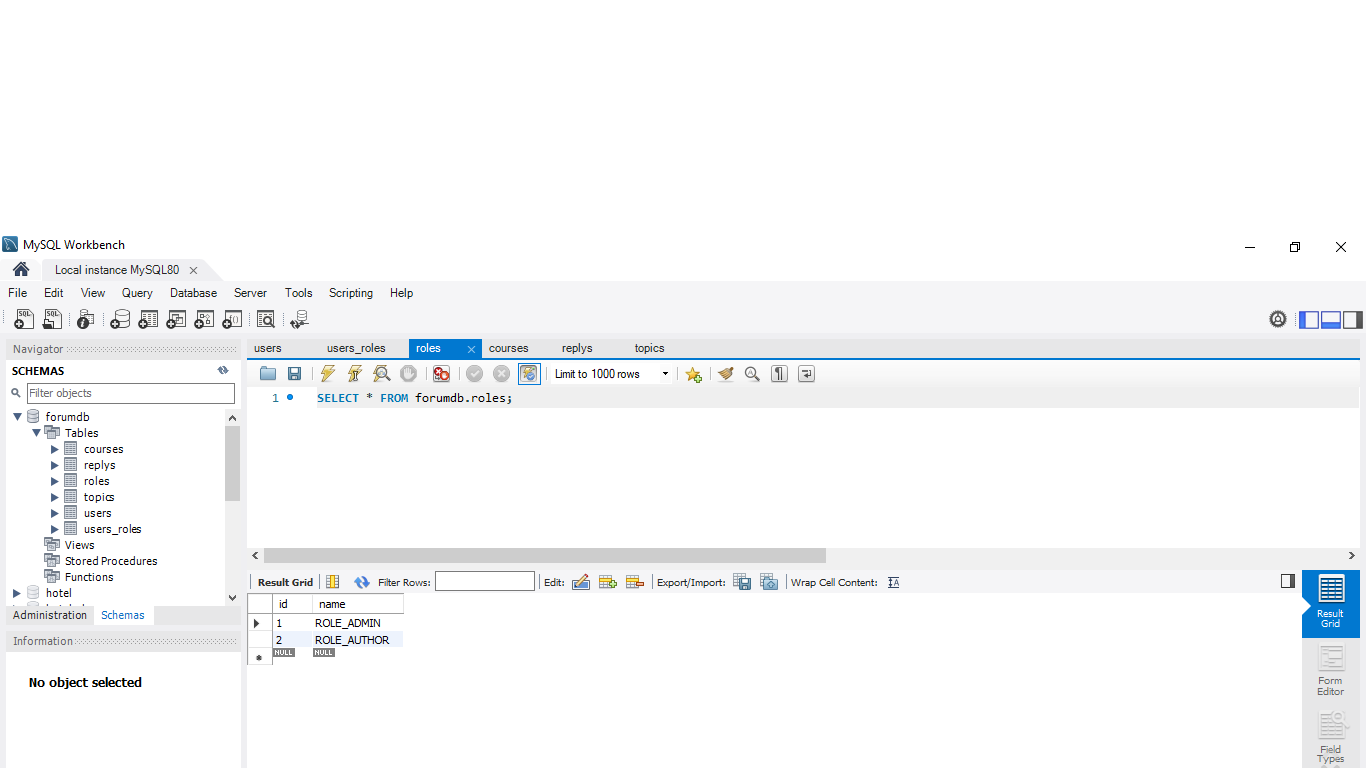 MySQL Workbench
Local instance MySQL80
File Edit View Query Database Server Tools Scripting Help
Navigator
SCHEMAS
Filter objects
forumdb
Tables
courses
replys
roles
topics
users
users_roles
Views
Stored Procedures
Functions
hotel
Administration Schemas
Information
No object selected
users users_roles roles courses replys topics
Limit to 1000 rows
1 SELECT * FROM forumdb.roles;
Result Grid Filter Rows: Edit: Export/Import: Wrap Cell Content:
id name
1 ROLE_ADMIN
2 ROLE_AUTHOR
NULL NULL
Result
Grid
Form
Editor
Field
Types